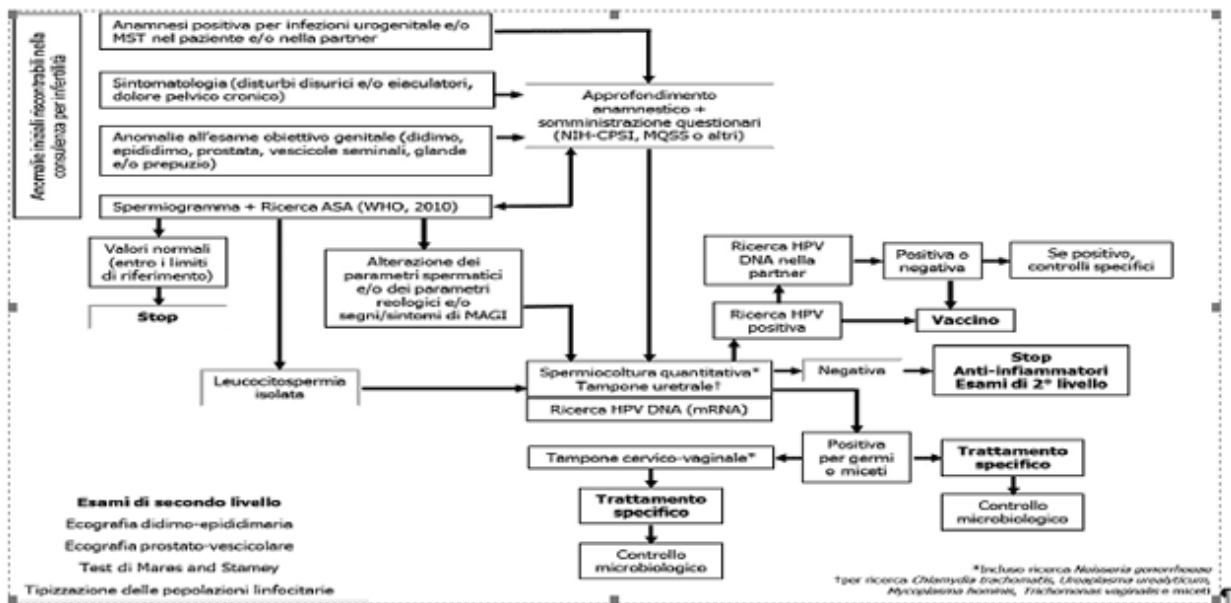 Anomalie iniziali riscontrabili nella
consulenza per infertilità
Anamnesi positiva per infezioni urogenitale e/o
MST nel paziente e/o nella partner
Sintomatologia (disturbi disurici e/o eiaculatori,
dolore pelvico cronico)
Anomalie all'esame obiettivo genitale (didimo,
epididimo, prostata, vescicole seminali, glande
e/o prepuzio)
Spermiogramma + Ricerca ASA (WHO, 2010)
Approfondimento
anamnestico +
somministrazione questionari
(NIH-CPSI, MQSS o altri)
Valori normali
(entro i limiti
di riferimento)
Stop
Alterazione dei
parametri spermatici
e/o dei parametri
reologici e/o
segni/sintomi di MAGI
Leucocitospermia
isolata
Ricerca HPV
DNA nella
partner
Positiva o
negativa
Se positivo,
controlli specifici
Ricerca HPV
positiva
Vaccino
Spermiocoltura quantitativa*
Tampone uretrale†
Ricerca HPV DNA (mRNA)
Negativa
Stop
Anti-infiammatori
Esami di 2° livello
Tampone cervico-vaginale*
Positiva
per germi
o miceti
Trattamento
specifico
Controllo
microbiologico
Trattamento
specifico
Controllo
microbiologico
Esami di secondo livello
Ecografia didimo-epididimaria
Ecografia prostato-vescicolare
Test di Mares and Stamey
Tipizzazione delle popolazioni linfocitarie
*Incluso ricerca Neisseria gonorrhoeae
†per ricerca Chlamydia trachomatis, Ureaplasma urealyticum,
Mycoplasma hominis, Trichomonas vaginalis e miceti